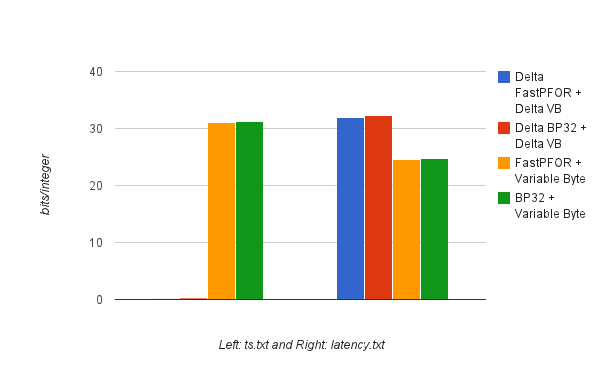 40
30
20
10
0
bits/integer
Delta
FastPFOR +
Delta VB
Delta BP32 +
Delta VB
FastPFOR +
Variable Byte
BP32 +
Variable Byte
Left: ts.txt and Right: latency.txt